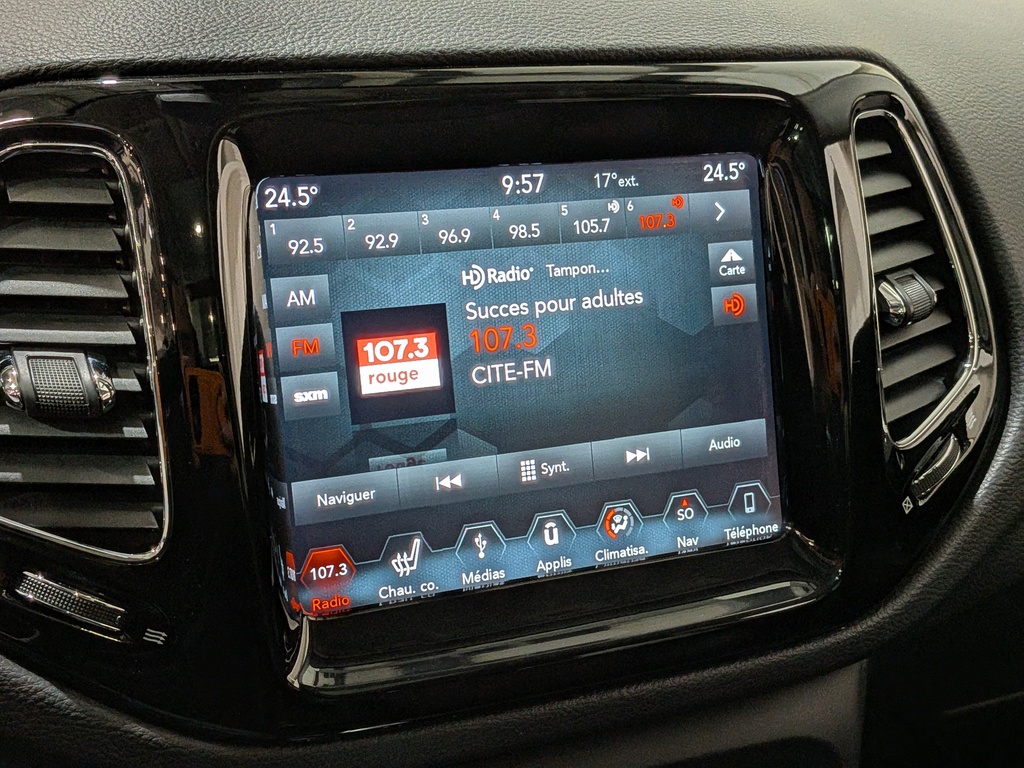 24.5° 9:57 17°ext. 24.5°
1 92.5 2 92.9 3 96.9 4 98.5 5 105.7 6 107.3
AM HD Radio Tampon... Carte
Succes pour adultes
FM 107.3 rouge 107.3
CITE-FM
sxm
Naviguer Synt. Audio
107.3 SO
Radio Chau. co. Médias Applis Climatisa. Nav Téléphone